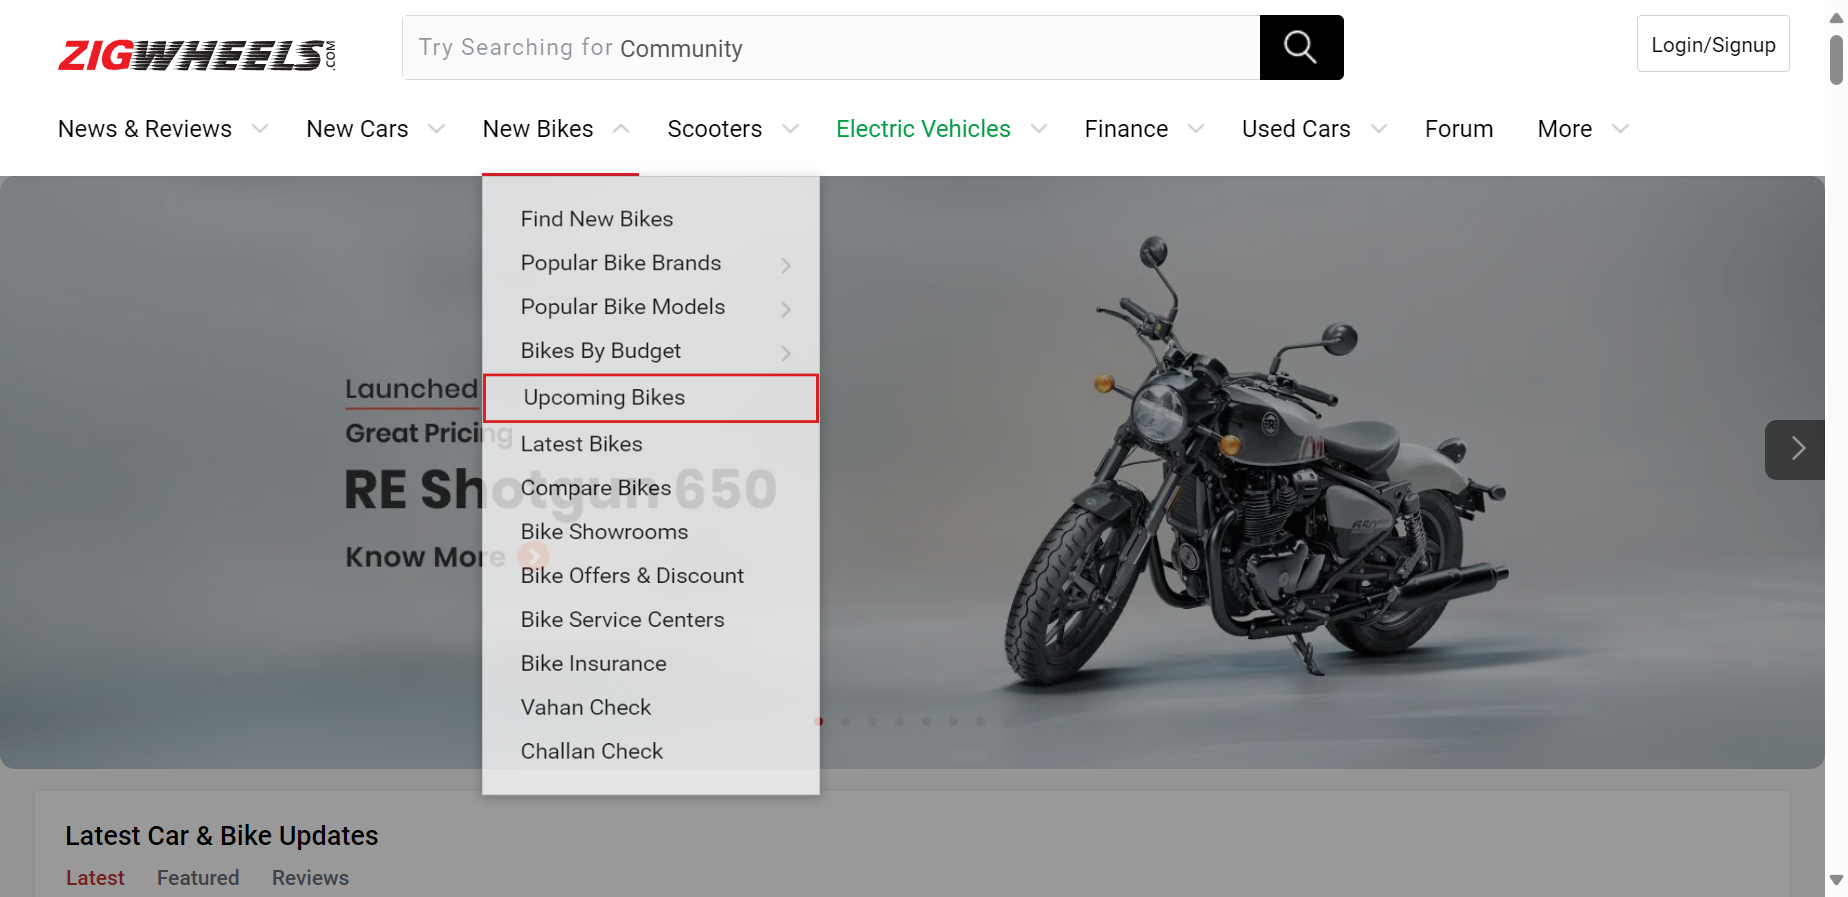 ZIGWHEELS.COM
Try Searching for Community
Login/Signup
News & Reviews
New Cars
New Bikes
Scooters
Electric Vehicles
Finance
Used Cars
Forum
More
Find New Bikes
Popular Bike Brands
Popular Bike Models
Bikes By Budget
Upcoming Bikes
Latest Bikes
Compare Bikes
Bike Showrooms
Bike Offers & Discount
Bike Service Centers
Bike Insurance
Vahan Check
Challan Check
Launched
Great Pricing
RE Shotgun 650
Know More
650
Latest Car & Bike Updates
Latest
Featured
Reviews